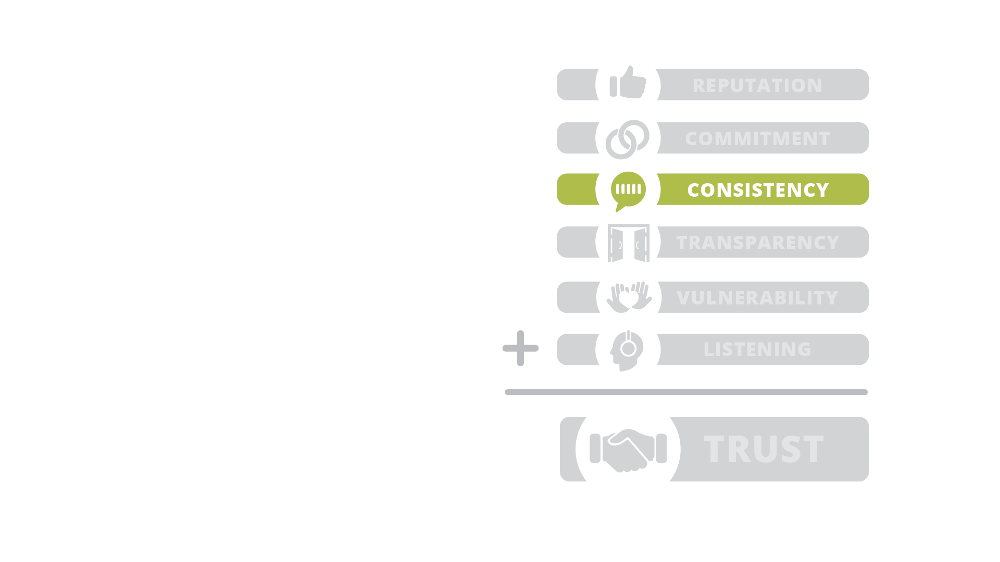 REPUTATION
COMMITMENT
CONSISTENCY
TRANSPARENCY
VULNERABILITY
+ LISTENING
TRUST